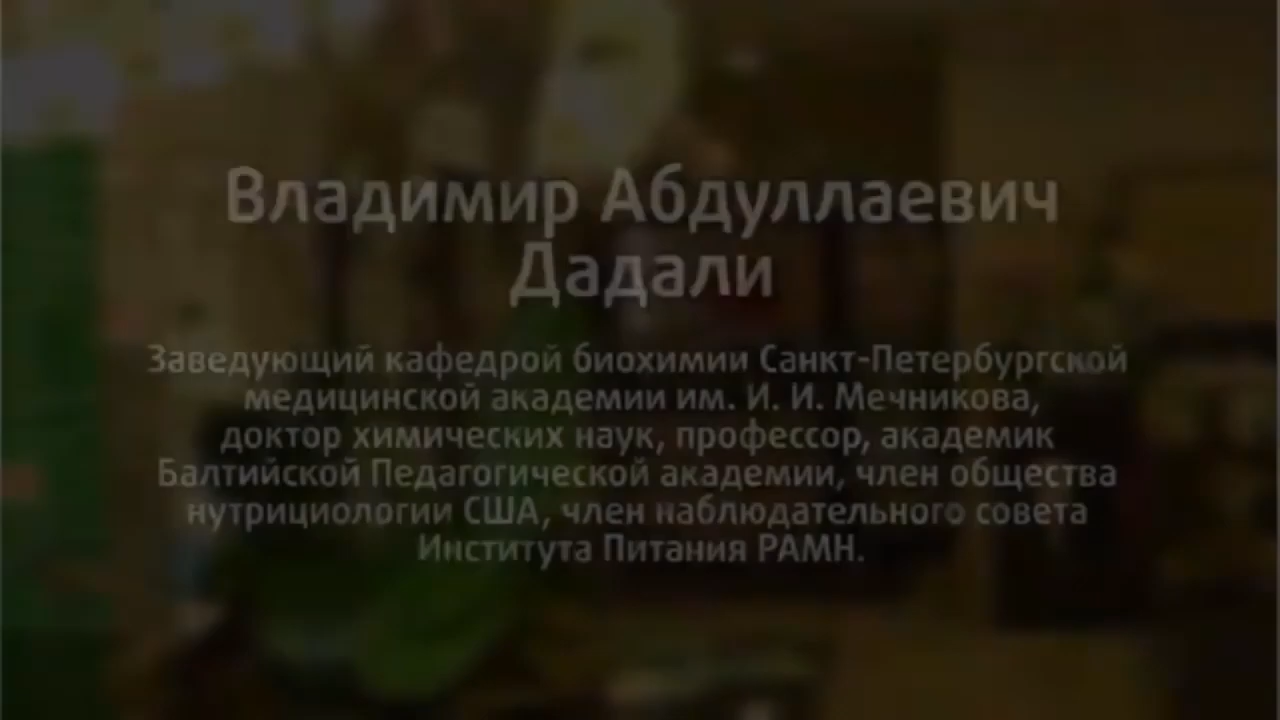 Владимир Абдуллаевич
Дадали
Заведующий кафедрой биохимии Санкт-Петербургской
медицинской академии им. И. И. Мечникова,
доктор химических наук, профессор, академик
Балтийской Педагогической академии, член общества
нутрициологии США, член наблюдательного совета
Института Питания РАМН.